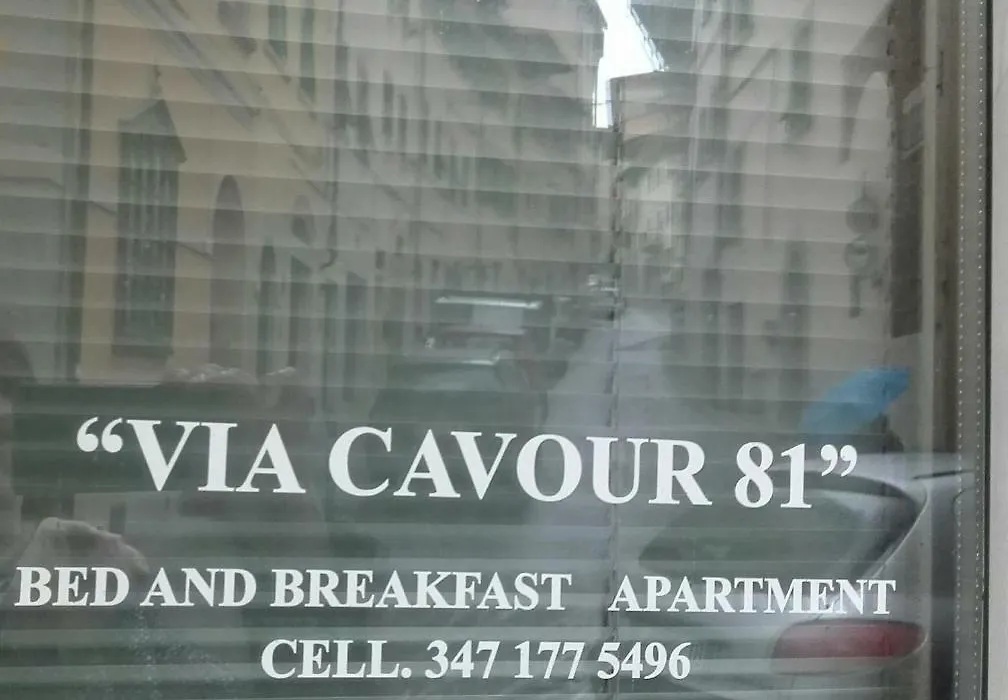 “VIA CAVOUR 81”
BED AND BREAKFAST APARTMENT
CELL. 347 177 5496